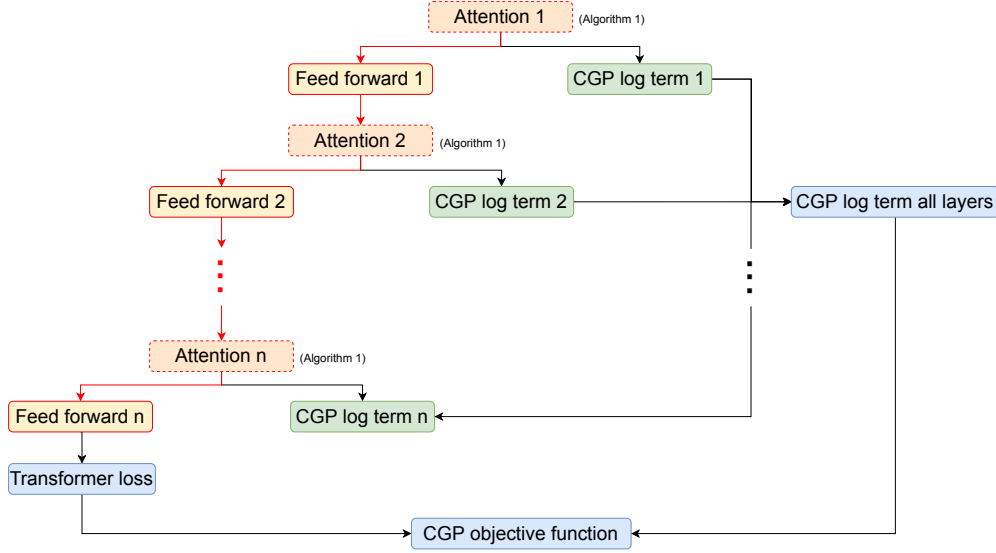 Attention 1
(Algorithm 1)
Feed forward 1
CGP log term 1
Attention 2
(Algorithm 1)
Feed forward 2
CGP log term 2
CGP log term all layers
Attention n
(Algorithm 1)
Feed forward n
CGP log term n
Transformer loss
CGP objective function